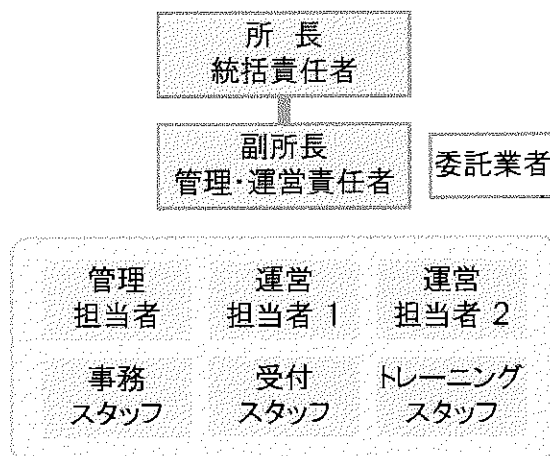 所 長
統括責任者
副所長
管理・運営責任者
委託業者
管理
担当者
運営
担当者 1
運営
担当者 2
事務
スタッフ
受付
スタッフ
トレーニング
スタッフ